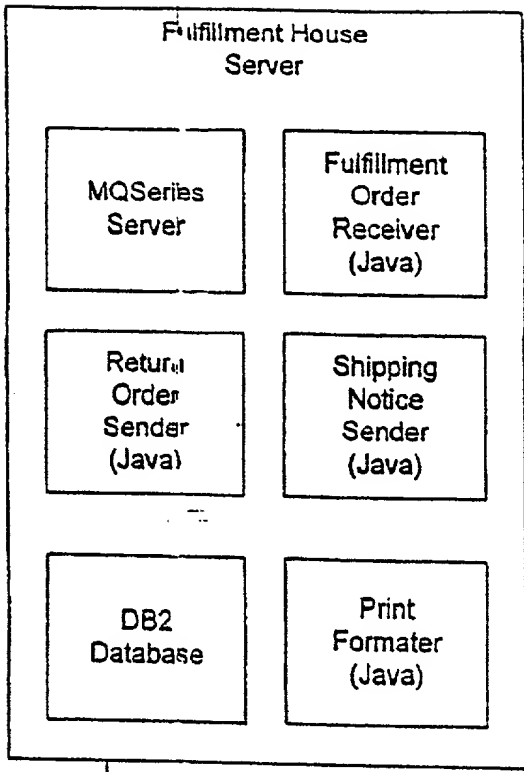 Fulfillment House
Server
MQSeries
Server
Fulfillment
Order
Receiver
(Java)
Return
Order
Sender
(Java)
Shipping
Notice
Sender
(Java)
DB2
Database
Print
Formater
(Java)